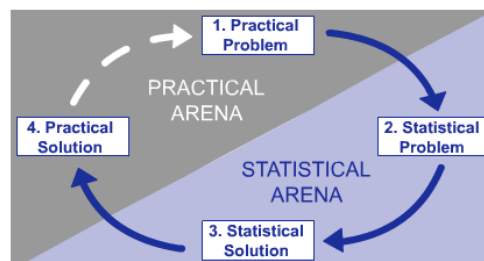 1. Practical
Problem
PRACTICAL
ARENA
4. Practical
Solution
2. Statistical
Problem
STATISTICAL
ARENA
3. Statistical
Solution